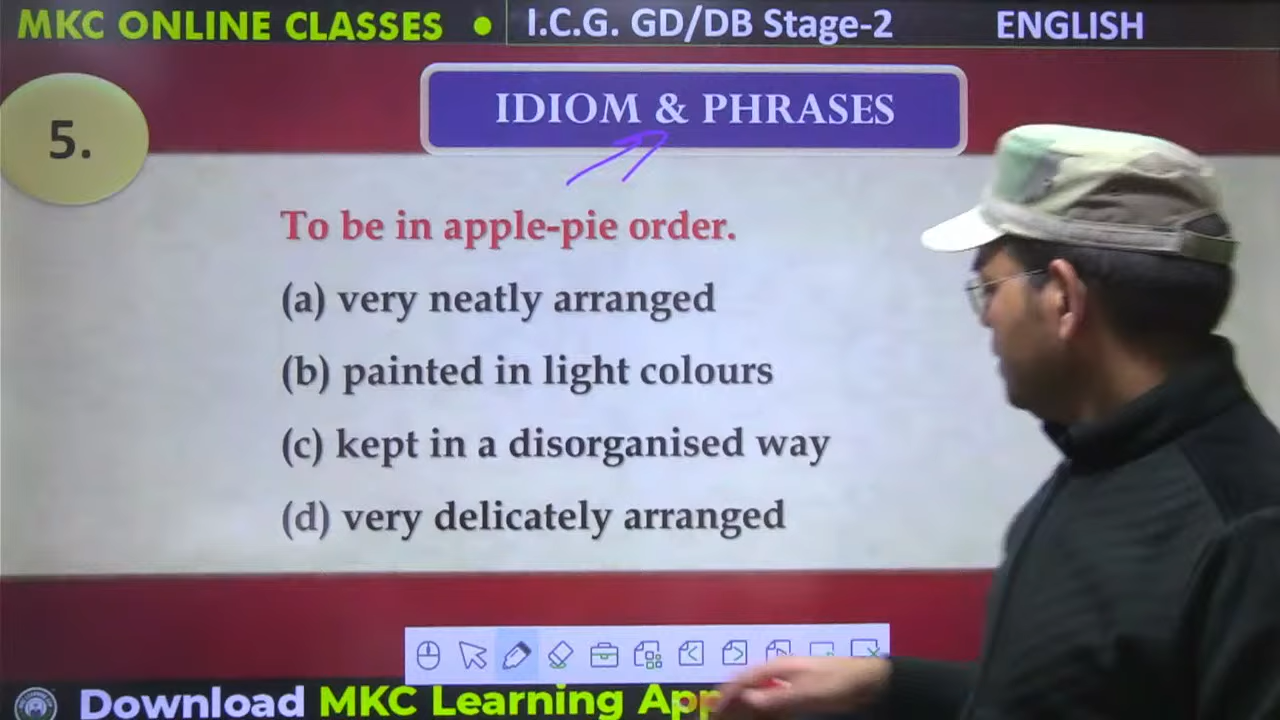 MKC ONLINE CLASSES • I.C.G. GD/DB Stage-2 ENGLISH
5.
IDIOM & PHRASES
To be in apple-pie order.
(a) very neatly arranged
(b) painted in light colours
(c) kept in a disorganised way
(d) very delicately arranged
Download MKC Learning App